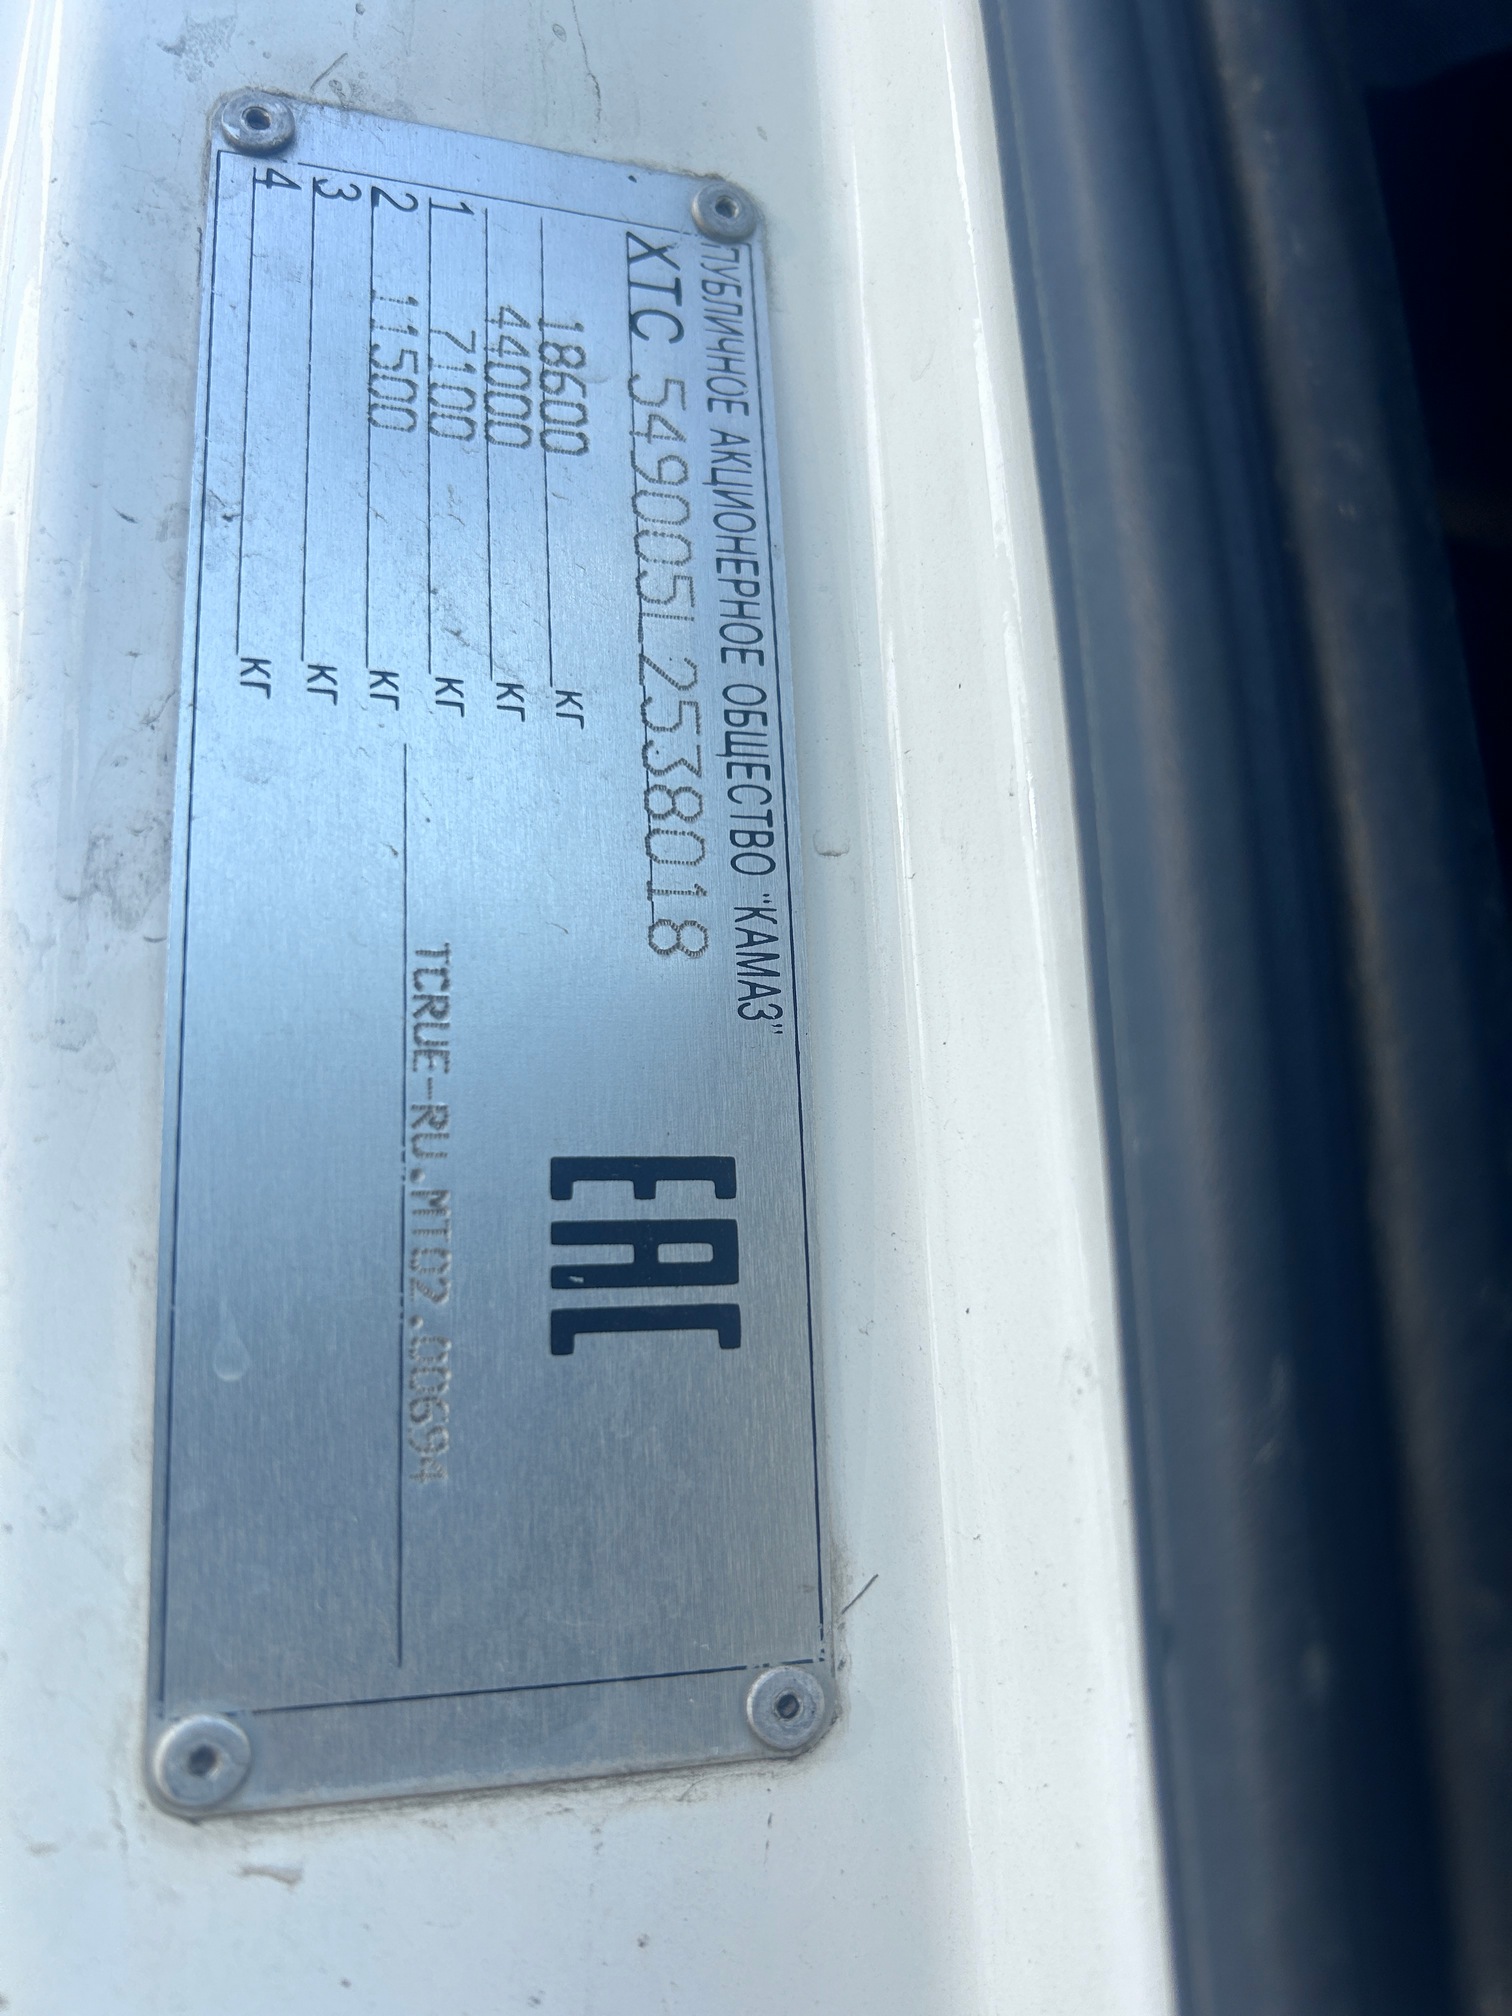 ПУБЛИЧНОЕ АКЦИОНЕРНОЕ ОБЩЕСТВО "КАМАЗ"
XTC 549005L2538018
EAC
18600 кг
44000 кг
1 7100 кг
2 11500 кг
TCRUE-RU.MT02.00694
3 кг
4 кг